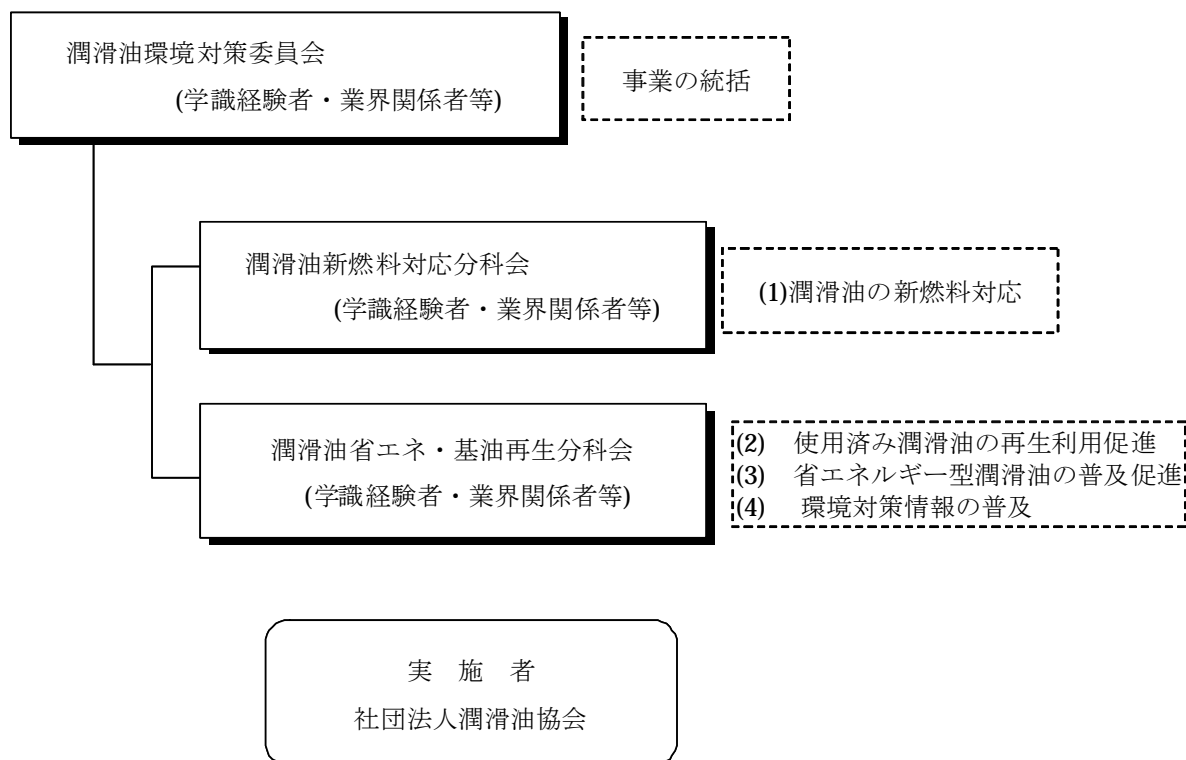 潤滑油環境対策委員会
(学識経験者・業界関係者等)
事業の統括
潤滑油新燃料対応分科会
(学識経験者・業界関係者等)
(1)潤滑油の新燃料対応
潤滑油省エネ・基油再生分科会
(学識経験者・業界関係者等)
(2) 使用済み潤滑油の再生利用促進
(3) 省エネルギー型潤滑油の普及促進
(4) 環境対策情報の普及
実 施 者
社団法人潤滑油協会